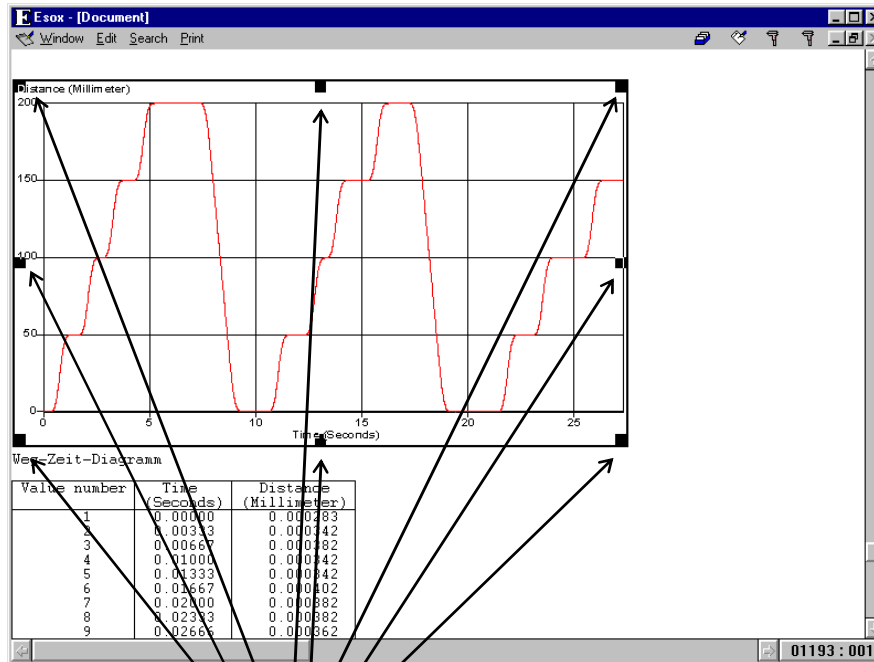 Esox - [Document]
Window Edit Search Print
Distance (Millimeter)
200
150
100
50
0
0 5 10 15 20 25
Time (Seconds)
Weg-Zeit-Diagramm
Value number Time (Seconds) Distance (Millimeter)
1 0.00000 0.000283
2 0.00333 0.000342
3 0.00667 0.000382
4 0.01000 0.000342
5 0.01333 0.000342
6 0.01667 0.000402
7 0.02000 0.000382
8 0.02333 0.000382
9 0.02666 0.000362
01193:001